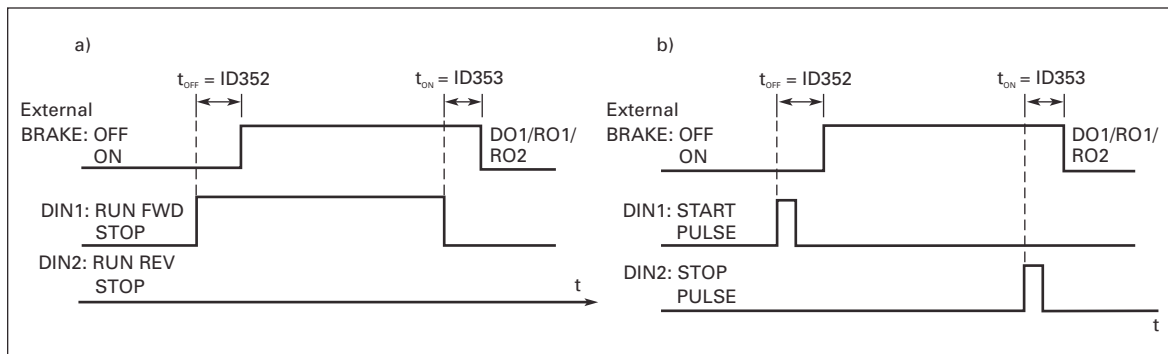 a)
t_OFF = ID352
t_ON = ID353
External
BRAKE: OFF
ON
DO1/RO1/
RO2
DIN1: RUN FWD
STOP
DIN2: RUN REV
STOP
t
b)
t_OFF = ID352
t_ON = ID353
External
BRAKE: OFF
ON
DO1/RO1/
RO2
DIN1: START
PULSE
DIN2: STOP
PULSE
t